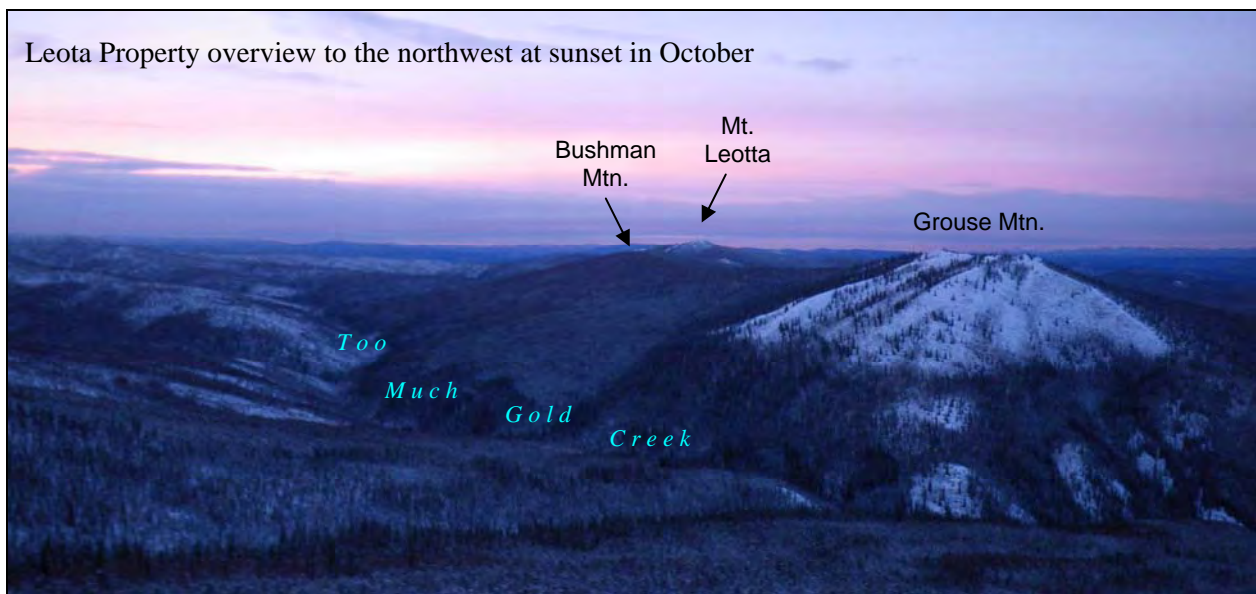 Leota Property overview to the northwest at sunset in October
Mt.
Leotta
Bushman
Mtn.
Grouse Mtn.
Too
Much
Gold
Creek